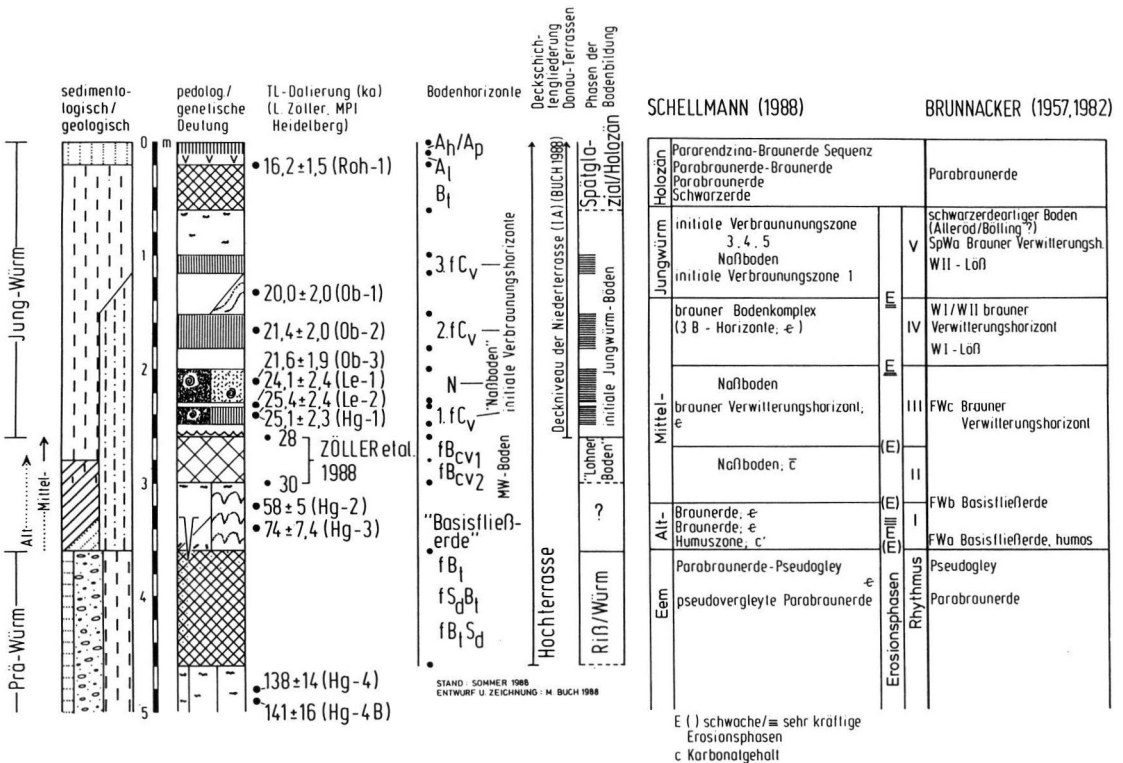 sedimento-
logisch/
geologisch
pedolog./
genetische
Deutung
TL-Datierung (ka)
(L. Zöller, MPI
Heidelberg)
Bodenhorizonte
Deckschich-
tengliederung
Donau-Terrassen
Phasen der
Bodenbildung
0 m
1
2
3
4
5
Jung-Würm
Alt-
Mittel-
Prä-Würm
16,2±1,5 (Roh-1)
20,0±2,0 (Ob-1)
21,4±2,0 (Ob-2)
21,6±1,9 (Ob-3)
24,1±2,4 (Le-1)
25,4±2,4 (Le-2)
25,1±2,3 (Hg-1)
28
30
ZÖLLER et al.
1988
58±5 (Hg-2)
74±7,4 (Hg-3)
138±14 (Hg-4)
141±16 (Hg-4B)
Ah/Ap
Al
Bt
3.fCv
2.fCv
N
1.fCv
"Naßboden"
initiale Verbraunungshorizonte
fBcv1
fBcv2
MW-Boden
"Basisfließ-
erde"
fBt
fSdBt
fBtSd
Deckniveau der Niederterrasse (1A) (BUCH 1988)
Hochterrasse
Spätgla-
zial/Holozän
initiale Jungwürm-Böden
"Lohner
Boden"
?
Riß/Würm
STAND : SOMMER 1988
ENTWURF U. ZEICHNUNG : M. BUCH 1988
SCHELLMANN (1988)
BRUNNACKER (1957,1982)
Holozän
Pararendzina-Braunerde Sequenz
Parabraunerde-Braunerde
Parabraunerde
Schwarzerde
Parabraunerde
Jungwürm
initiale Verbraununungszone
3. 4. 5
Naßboden
initiale Verbraunungszone 1
E
V
schwarzerdeartiger Boden
(Alleröd/Bölling ?)
SpWa Brauner Verwitterungsh.
WII - Löß
Mittel-
brauner Bodenkomplex
(3 B - Horizonte; c)
E
IV
WI/WII brauner
Verwitterungshorizont
WI - Löß
Naßboden
brauner Verwitterungshorizont;
c
(E)
III
FWc Brauner
Verwitterungshorizont
Naßboden; c
(E)
II
FWb Basisfließerde
Alt-
Braunerde; c
Braunerde; c
Humuszone; c
E
(E)
I
FWa Basisfließerde, humos
Eem
Parabraunerde-Pseudogley
c
pseudovergleyte Parabraunerde
Erosionsphasen
Rhythmus
Pseudogley
Parabraunerde
E ( ) schwache/≡ sehr kräftige
Erosionsphasen
c Karbonatgehalt